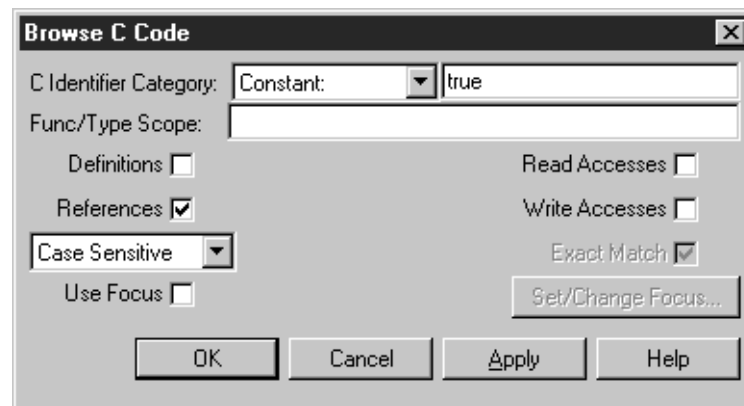 Browse C Code
C Identifier Category: Constant: true
Func/Type Scope:
Definitions Read Accesses
References Write Accesses
Case Sensitive Exact Match
Use Focus Set/Change Focus...
OK Cancel Apply Help